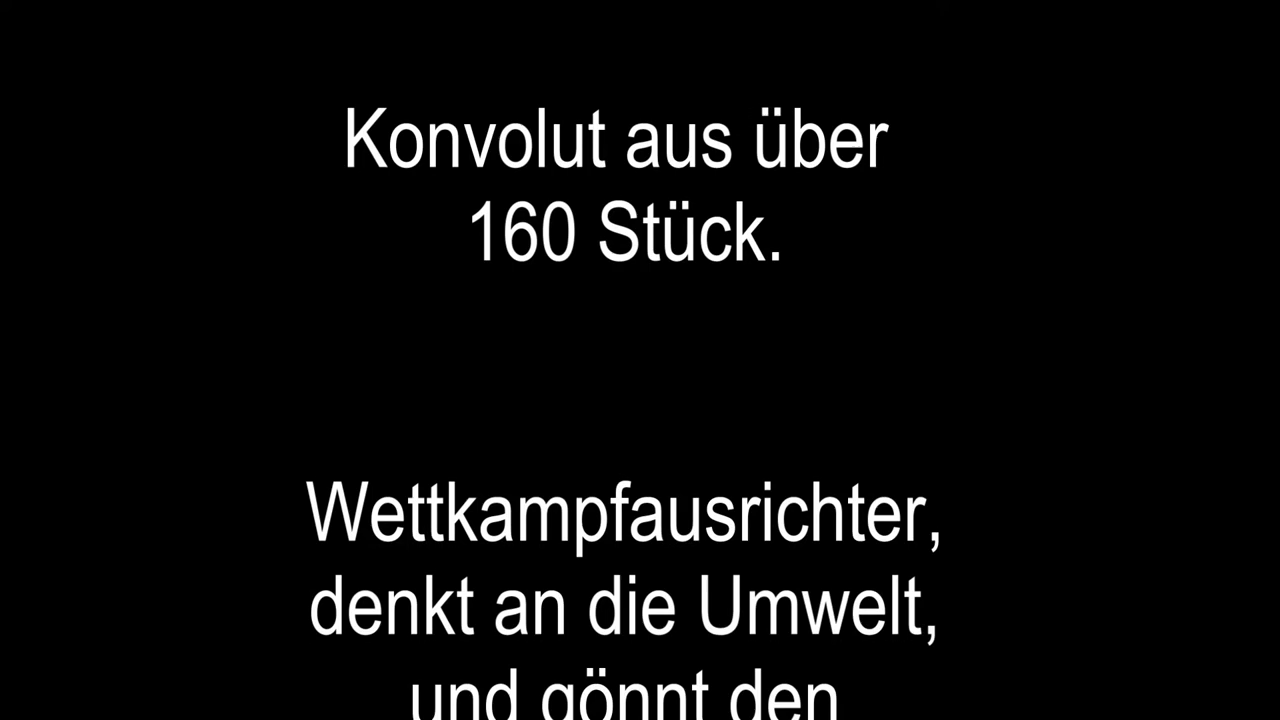 Konvolut aus über
160 Stück.
Wettkampfausrichter,
denkt an die Umwelt,
und gönnt den